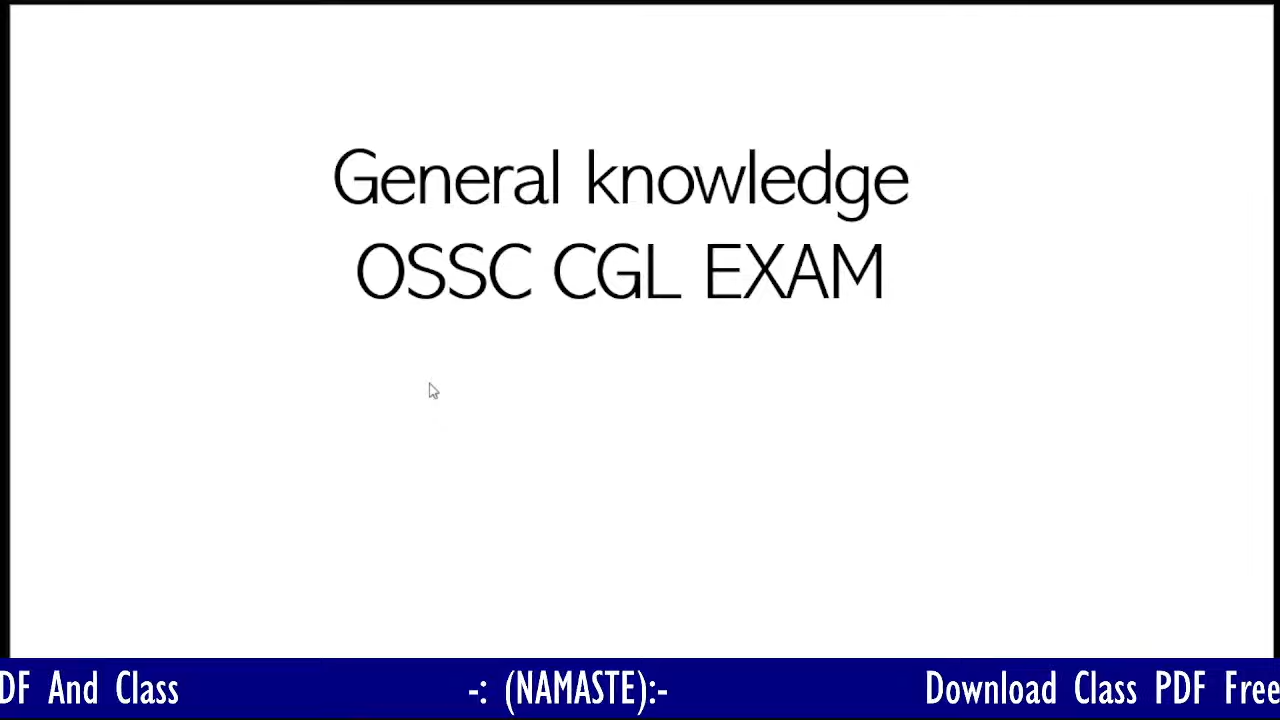 General knowledge
OSSC CGL EXAM
DF And Class -: (NAMASTE):- Download Class PDF Free